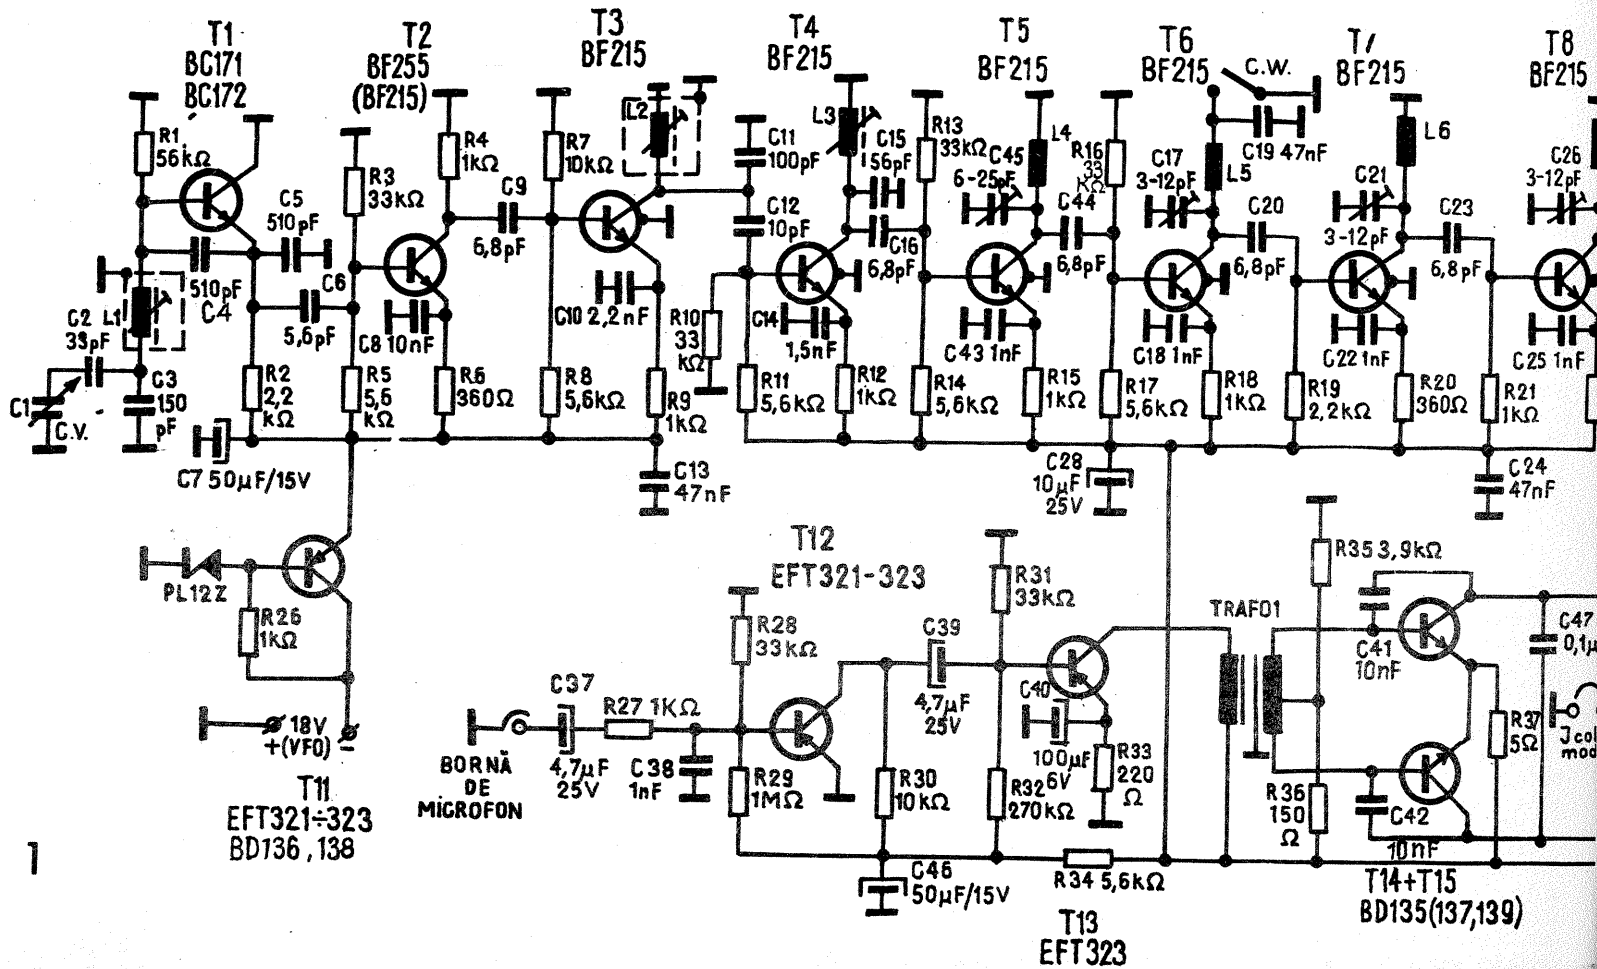 T1
BC171
BC172
T2
BF255
(BF215)
T3
BF215
T4
BF215
T5
BF215
T6
BF215
C.W.
T7
BF215
T8
BF215
R1
56kΩ
R3
33kΩ
R4
1kΩ
R7
10kΩ
L2
C11
100pF
L3
C15
56pF
R13
33kΩ
C45
6-25pF
L4
R16
33
kΩ
C17
3-12pF
C19 47nF
L5
C21
3-12pF
L6
C26
3-12pF
C5
510pF
C9
6,8pF
C12
10pF
C16
6,8pF
C44
6,8pF
C20
6,8pF
C23
6,8pF
510pF
C4
C6
5,6pF
L1
C2
33pF
C1
C.V.
C3
150
pF
R2
2,2
kΩ
R5
5,6
kΩ
C8 10nF
R6
360Ω
C10 2,2nF
R8
5,6kΩ
R9
1kΩ
R10
33
kΩ
C14
1,5nF
R11
5,6kΩ
R12
1kΩ
R14
5,6kΩ
C43 1nF
R15
1kΩ
R17
5,6kΩ
C18 1nF
R18
1kΩ
R19
2,2kΩ
C22 1nF
R20
360Ω
R21
1kΩ
C25 1nF
C7 50µF/15V
C13
47nF
C28
10µF
25V
C24
47nF
PL12Z
R26
1kΩ
18V
+(VFO) -
T11
EFT321÷323
BD136,138
T12
EFT321-323
R28
33kΩ
R31
33kΩ
C37
4,7µF
25V
R27 1KΩ
C38
1nF
BORNĂ
DE
MICROFON
R29
1MΩ
R30
10kΩ
C39
4,7µF
25V
C40
100µF
6V
R32
270kΩ
R33
220
Ω
C46
50µF/15V
R34 5,6kΩ
T13
EFT323
TRAFO1
R35 3,9kΩ
C41
10nF
R36
150
Ω
C42
10nF
R37
5Ω
C47
0,1µ
J col
mod
T14+T15
BD135(137,139)
1